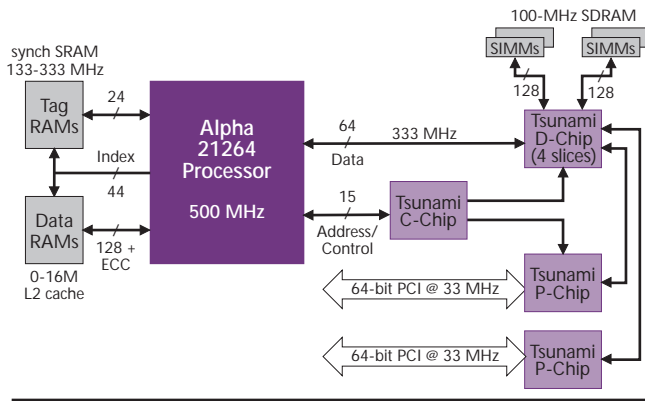 100-MHz SDRAM
SIMMs
SIMMs
128
128
synch SRAM
133-333 MHz
Tag
RAMs
24
Index
44
Data
RAMs
128 +
ECC
0-16M
L2 cache
Alpha
21264
Processor
500 MHz
64
333 MHz
Data
15
Address/
Control
Tsunami
D-Chip
(4 slices)
Tsunami
C-Chip
64-bit PCI @ 33 MHz
Tsunami
P-Chip
64-bit PCI @ 33 MHz
Tsunami
P-Chip